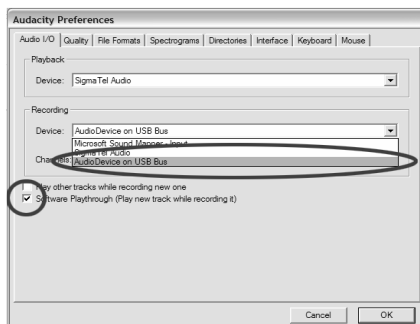 Audacity Preferences
Audio I/O Quality File Formats Spectrograms Directories Interface Keyboard Mouse
Playback
Device: SigmaTel Audio
Recording
Device: AudioDevice on USB Bus
Microsoft Sound Mapper - Input
SigmaTel Audio
Channels: AudioDevice on USB Bus
Play other tracks while recording new one
Software Playthrough (Play new track while recording it)
Cancel OK